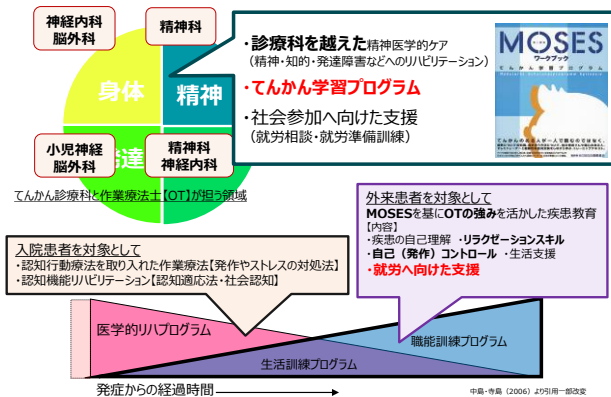 神経内科
脳外科
精神科
身体
精神
小児神経
脳外科
発達
精神科
神経内科
てんかん診療科と作業療法士【OT】が担う領域
・診療科を越えた精神医学的ケア
(精神・知的・発達障害などへのリハビリテーション)
・てんかん学習プログラム
・社会参加へ向けた支援
(就労相談・就労準備訓練)
MOSES
ワークブック
てんかん学習プログラム
外来患者を対象として
MOSESを基にOTの強みを活かした疾患教育
【内容】
・疾患の自己理解 ・リラクゼーションスキル
・自己（発作）コントロール ・生活支援
・就労へ向けた支援
入院患者を対象として
・認知行動療法を取り入れた作業療法【発作やストレスの対処法】
・認知機能リハビリテーション【認知適応法・社会認知】
医学的リハプログラム
職能訓練プログラム
生活訓練プログラム
発症からの経過時間
中島・寺島（2006）より引用一部改変